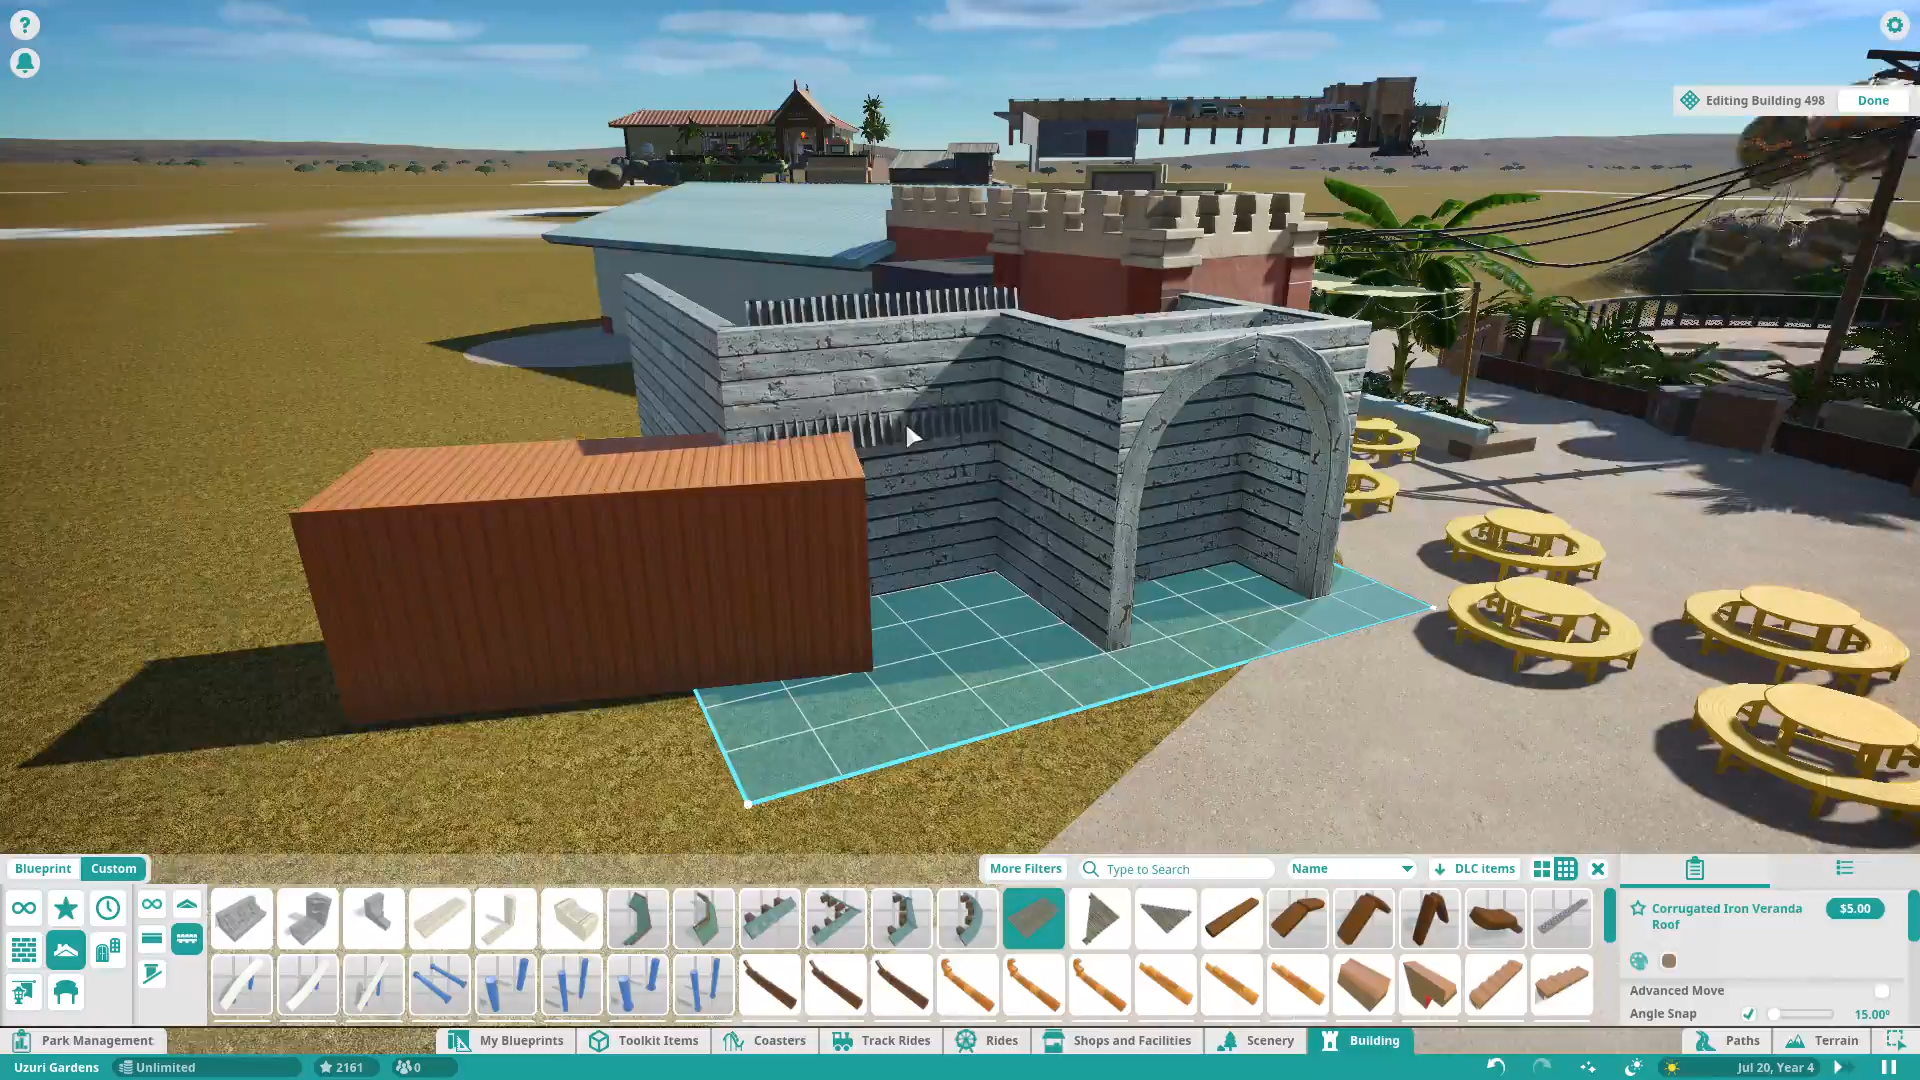 ?
Editing Building 498
Done
Blueprint
Custom
More Filters
Type to Search
Name
DLC items
Corrugated Iron Veranda
Roof
$5.00
Advanced Move
Angle Snap
15.00°
Park Management
My Blueprints
Toolkit Items
Coasters
Track Rides
Rides
Shops and Facilities
Scenery
Building
Paths
Terrain
Uzuri Gardens
Unlimited
2161
0
Jul 20, Year 4